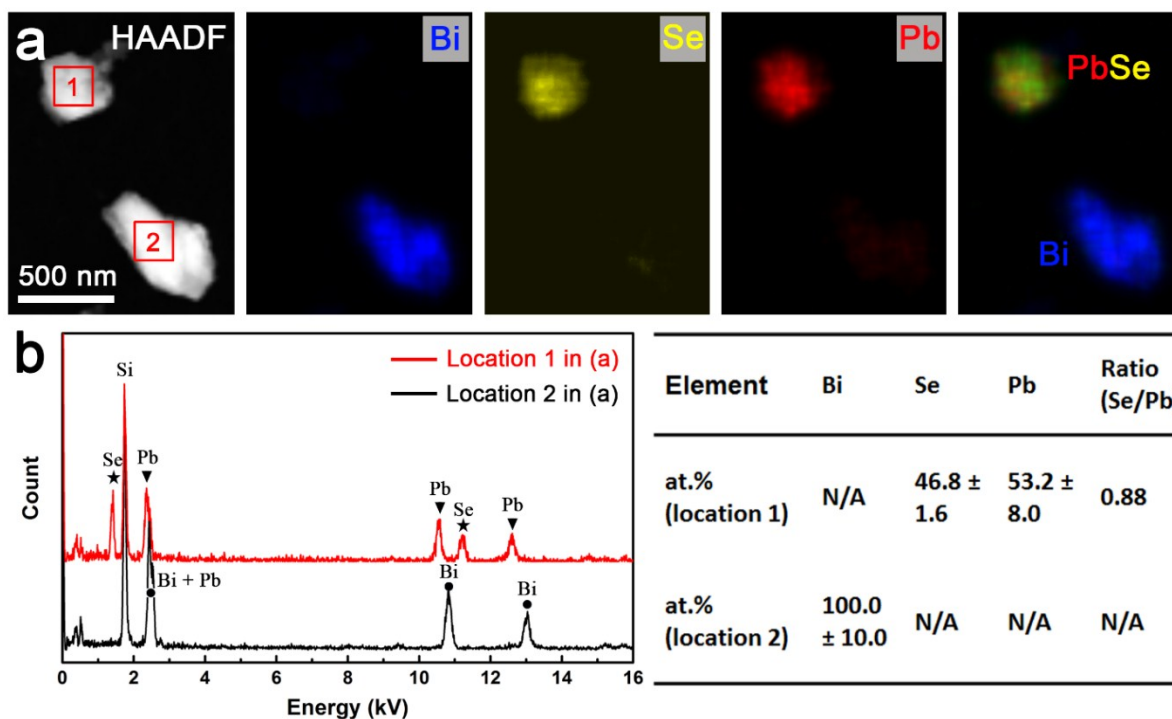 a
HAADF
Bi
Se
Pb
PbSe
1
2
Bi
500 nm
b
Location 1 in (a)
Location 2 in (a)
Si
Se
Pb
Pb
Se
Pb
Bi + Pb
Bi
Bi
Count
0 2 4 6 8 10 12 14 16
Energy (kV)
Element Bi Se Pb Ratio
(Se/Pb
at.%
(location 1)
N/A
46.8 ±
1.6
53.2 ±
8.0
0.88
at.%
(location 2)
100.0
± 10.0
N/A
N/A
N/A